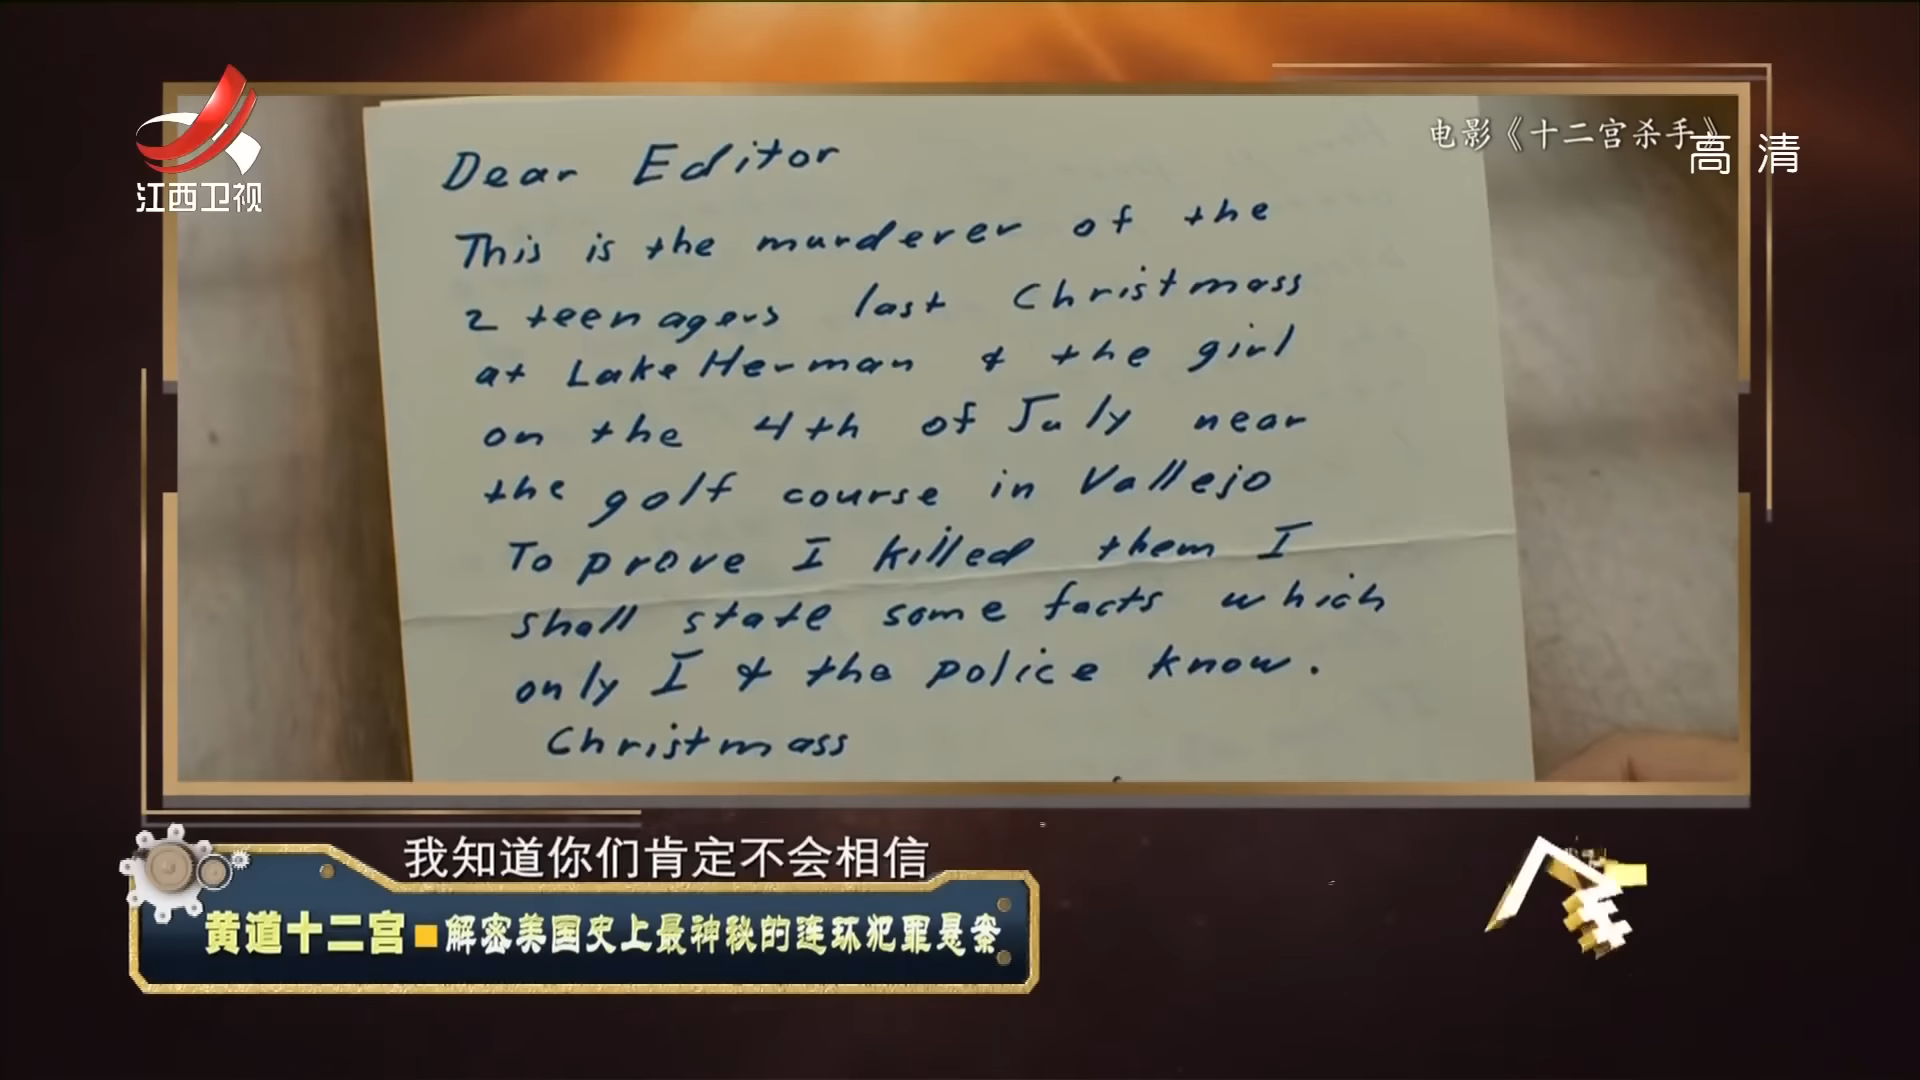 江西卫视
电影《十二宫杀手》
高清
Dear Editor
This is the murderer of the
2 teenagers last Christmass
at Lake Herman & the girl
on the 4th of July near
the golf course in Vallejo
To prove I killed them I
shall state some facts which
only I & the police know.
Christmass
我知道你们肯定不会相信
黄道十二宫■解密美国史上最神秘的连环犯罪悬案